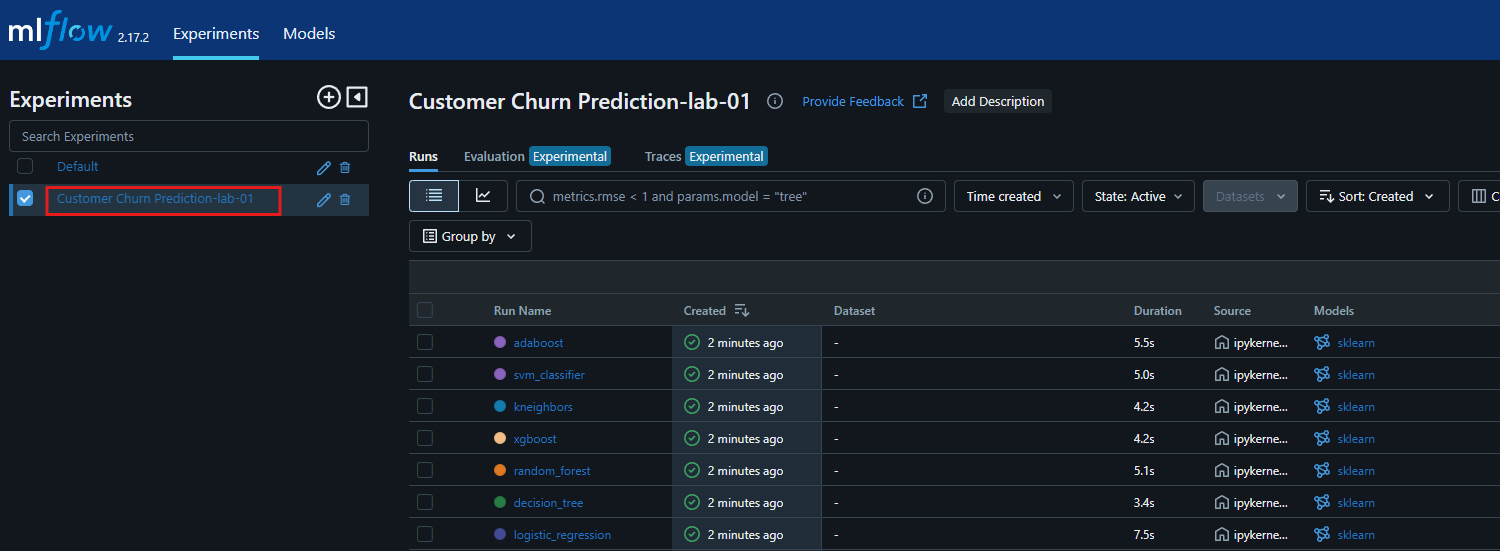 mlflow 2.17.2 Experiments Models
Experiments
Search Experiments
Default
Customer Churn Prediction-lab-01
Customer Churn Prediction-lab-01 Provide Feedback Add Description
Runs Evaluation Experimental Traces Experimental
metrics.rmse < 1 and params.model = "tree" Time created State: Active Datasets Sort: Created C
Group by
Run Name Created Dataset Duration Source Models
adaboost 2 minutes ago - 5.5s ipykerne... sklearn
svm_classifier 2 minutes ago - 5.0s ipykerne... sklearn
kneighbors 2 minutes ago - 4.2s ipykerne... sklearn
xgboost 2 minutes ago - 4.2s ipykerne... sklearn
random_forest 2 minutes ago - 5.1s ipykerne... sklearn
decision_tree 2 minutes ago - 3.4s ipykerne... sklearn
logistic_regression 2 minutes ago - 7.5s ipykerne... sklearn